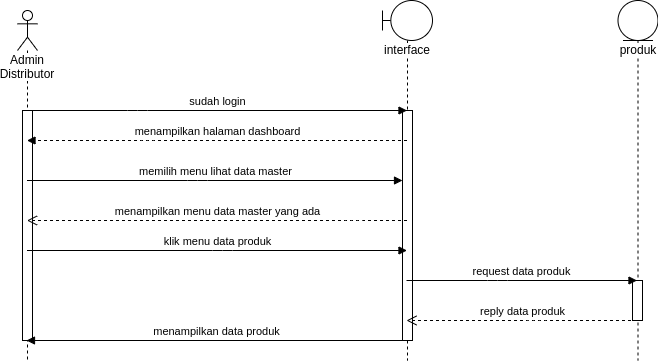 Admin
Distributor
interface
produk
sudah login
menampilkan halaman dashboard
memilih menu lihat data master
menampilkan menu data master yang ada
klik menu data produk
request data produk
reply data produk
menampilkan data produk